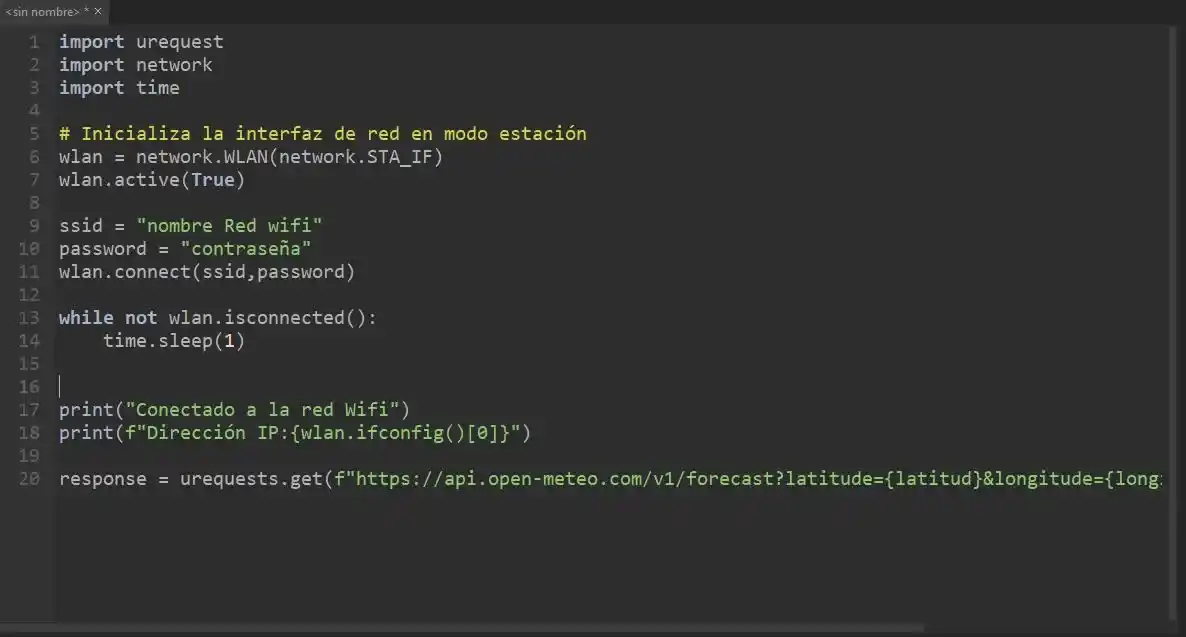 <sin nombre> * ×
1 import urequest
2 import network
3 import time
4
5 # Inicializa la interfaz de red en modo estación
6 wlan = network.WLAN(network.STA_IF)
7 wlan.active(True)
8
9 ssid = "nombre Red wifi"
10 password = "contraseña"
11 wlan.connect(ssid,password)
12
13 while not wlan.isconnected():
14     time.sleep(1)
15
16
17 print("Conectado a la red Wifi")
18 print(f"Dirección IP:{wlan.ifconfig()[0]}")
19
20 response = urequests.get(f"https://api.open-meteo.com/v1/forecast?latitude={latitud}&longitude={long